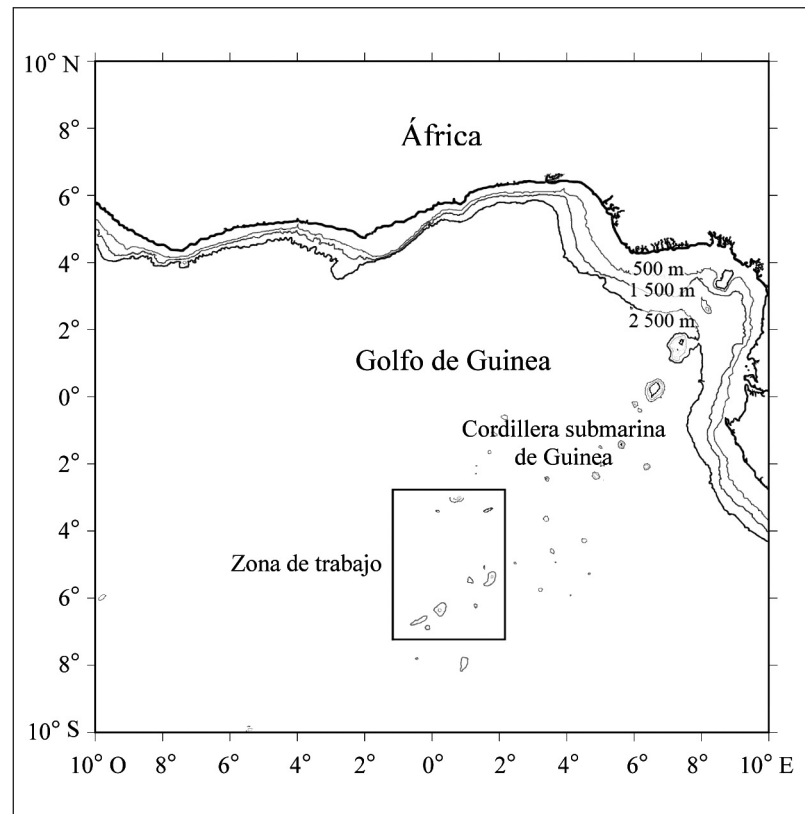 10° N
8°
África
6°
4°
500 m
1 500 m
2°
2 500 m
Golfo de Guinea
0°
Cordillera submarina
de Guinea
2°
4°
Zona de trabajo
6°
8°
10° S
10° O 8° 6° 4° 2° 0° 2° 4° 6° 8° 10° E